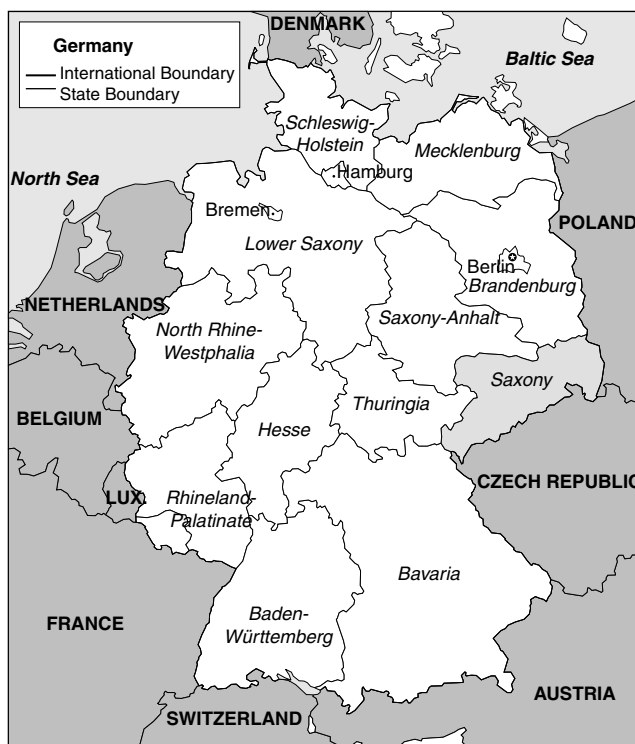 DENMARK
Germany
International Boundary
State Boundary
Baltic Sea
Schleswig-
Holstein
Mecklenburg
Hamburg
North Sea
Bremen
Lower Saxony
POLAND
Berlin
Brandenburg
NETHERLANDS
North Rhine-
Westphalia
Saxony-Anhalt
Saxony
Thuringia
BELGIUM
Hesse
CZECH REPUBLIC
LUX.
Rhineland-
Palatinate
Bavaria
FRANCE
Baden-
Württemberg
AUSTRIA
SWITZERLAND